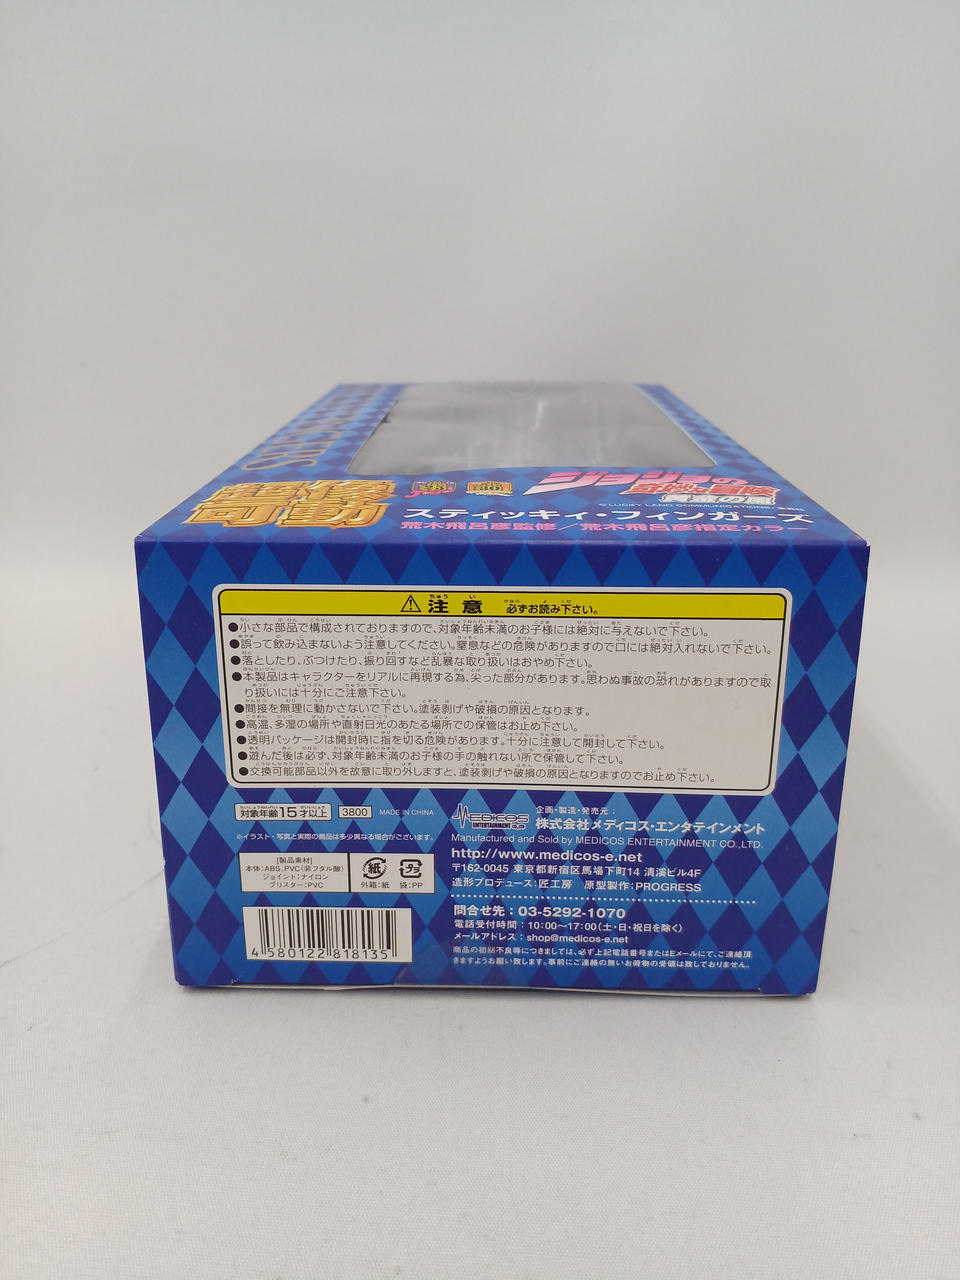 超像可動
ジョジョの
奇妙な冒険
黄金の風
© LUCKY LAND COMMUNICATIONS/集英社
スティッキィ・フィンガーズ
荒木飛呂彦監修/荒木飛呂彦指定カラー
⚠注意 必ずお読み下さい。
●小さな部品で構成されておりますので、対象年齢未満のお子様には絶対に与えないで下さい。
●誤って飲み込まないよう注意してください。窒息などの危険がありますので口には絶対入れないで下さい。
●落としたり、ぶつけたり、振り回すなど乱暴な取り扱いはおやめ下さい。
●本製品はキャラクターをリアルに再現する為、尖った部分があります。思わぬ事故の恐れがありますので取
り扱いには十分にご注意下さい。
●間接を無理に動かさないで下さい。塗装剥げや破損の原因となります。
●高温、多湿の場所や直射日光のあたる場所での保管はお止め下さい。
●透明パッケージは開封時に指を切る危険があります。十分に注意して開封して下さい。
●遊んだ後は必ず、対象年齢未満のお子様の手の触れない所で保管して下さい。
●交換可能部品以外を故意に取り外しますと、塗装剥げや破損の原因となりますのでお止め下さい。
対象年齢15才以上 3800 MADE IN CHINA
※イラスト・写真と実際の商品は多少異なる場合がございます。
[製品素材]
本体:ABS、PVC(非フタル酸)
ジョイント:ナイロン
ブリスター:PVC
紙
外箱:紙
プラ
袋:PP
4 580122 818135
MEDICOS
ENTERTAINMENT
企画・製造・発売元:
株式会社メディコス・エンタテインメント
Manufactured and Sold by MEDICOS ENTERTAINMENT CO.,LTD.
http://www.medicos-e.net
〒162-0045 東京都新宿区馬場下町14 清溪ビル4F
造形プロデュース:匠工房 原型製作:PROGRESS
問合せ先:03-5292-1070
電話受付時間:10:00〜17:00(土・日・祝日を除く)
メールアドレス:shop@medicos-e.net
商品の初期不良等につきましては、必ず上記電話番号またはEメールにて、ご連絡頂
きますようお願い致します。事前にご連絡の無いお荷物の受領は致しておりません。